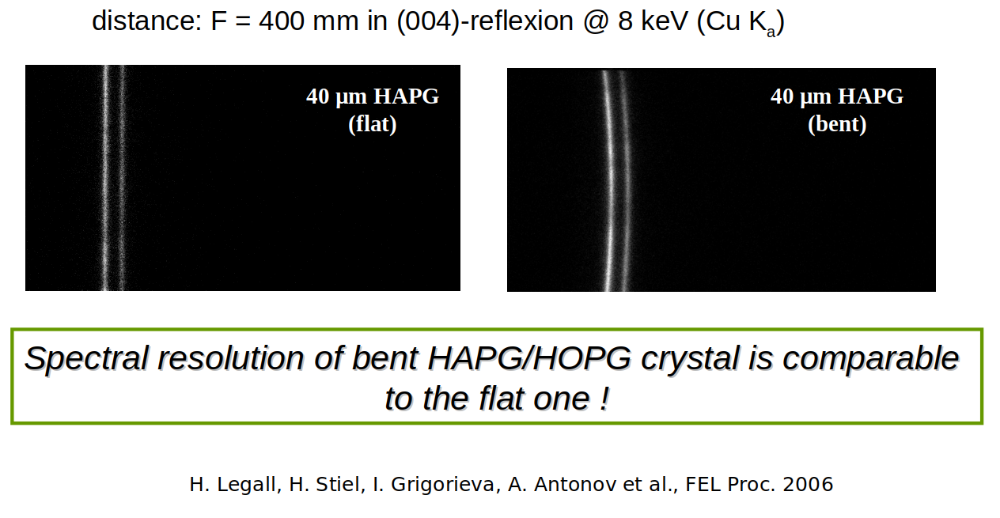 distance: F = 400 mm in (004)-reflexion @ 8 keV (Cu Ka)
40 µm HAPG
(flat)
40 µm HAPG
(bent)
Spectral resolution of bent HAPG/HOPG crystal is comparable
to the flat one !
H. Legall, H. Stiel, I. Grigorieva, A. Antonov et al., FEL Proc. 2006